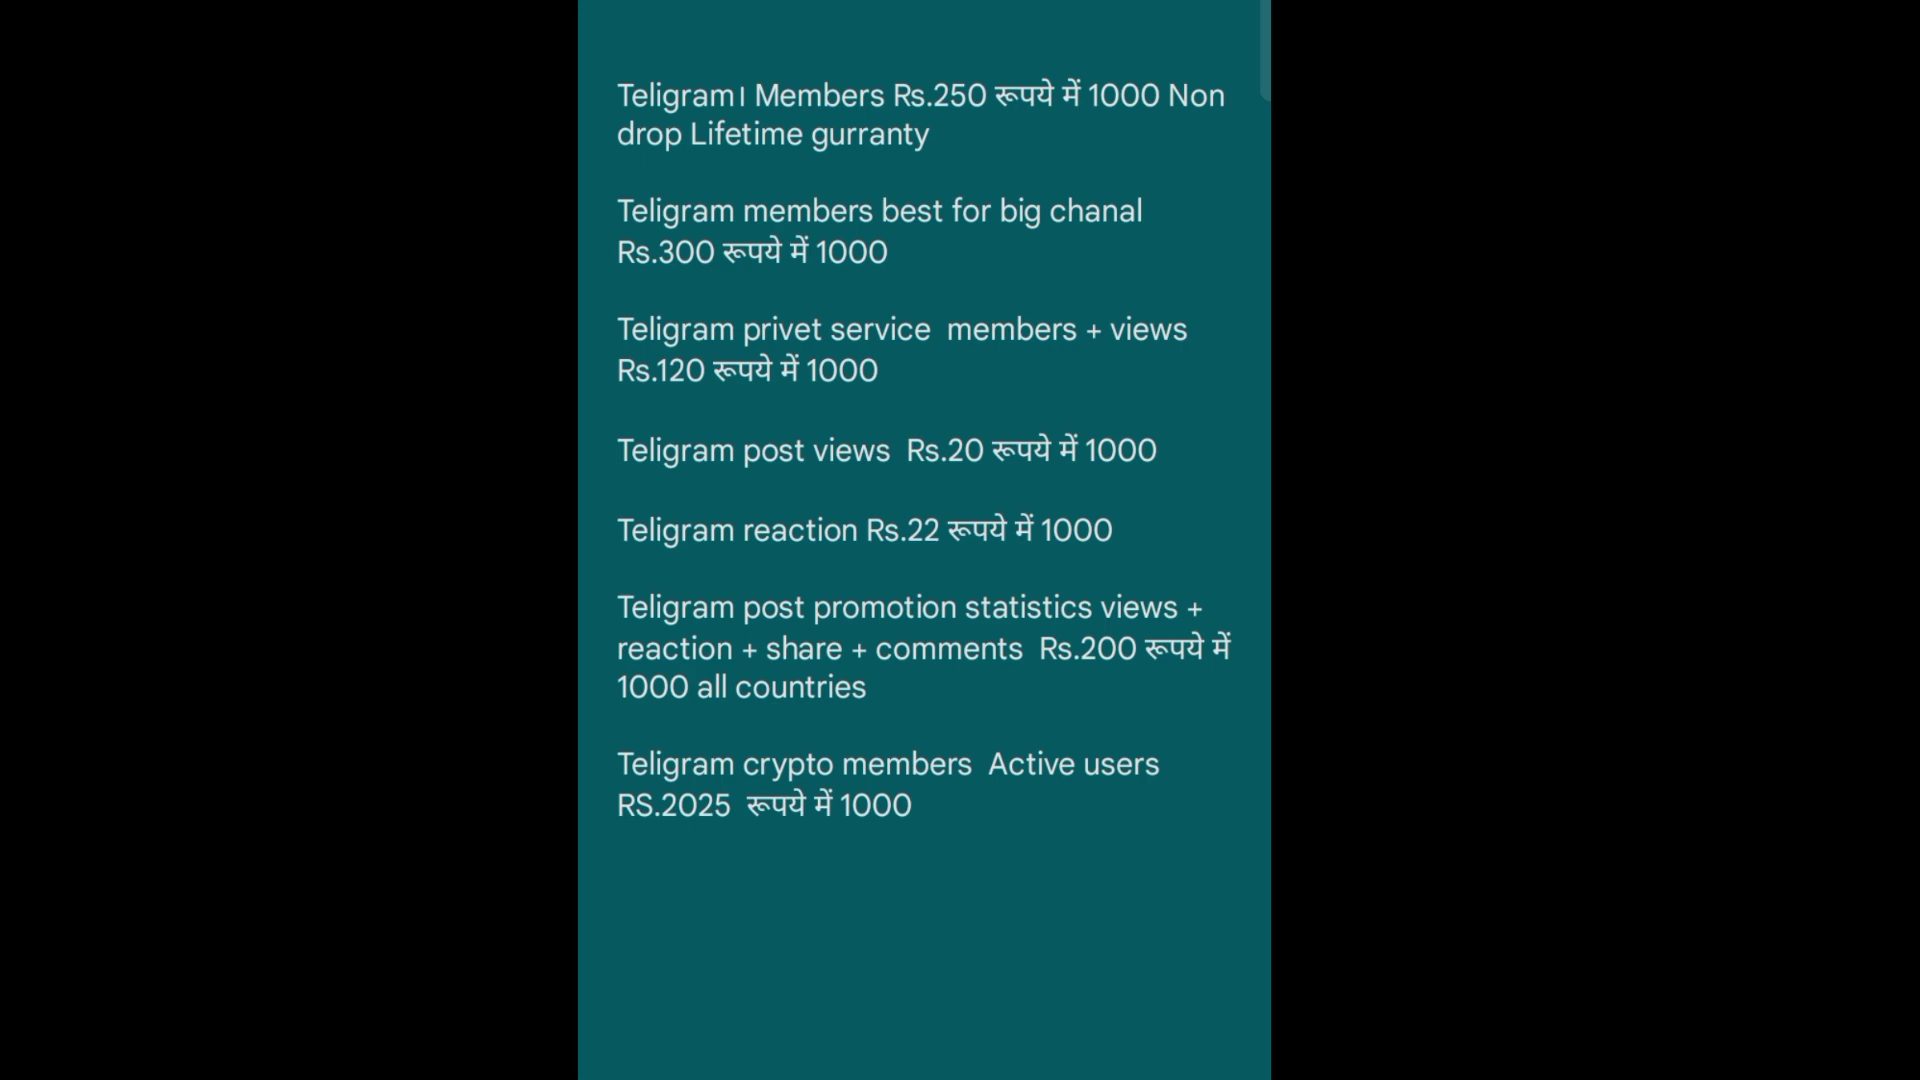 Teligram। Members Rs.250 रूपये में 1000 Non
drop Lifetime gurranty
Teligram members best for big chanal
Rs.300 रूपये में 1000
Teligram privet service  members + views
Rs.120 रूपये में 1000
Teligram post views  Rs.20 रूपये में 1000
Teligram reaction Rs.22 रूपये में 1000
Teligram post promotion statistics views +
reaction + share + comments  Rs.200 रूपये में
1000 all countries
Teligram crypto members  Active users
RS.2025  रूपये में 1000